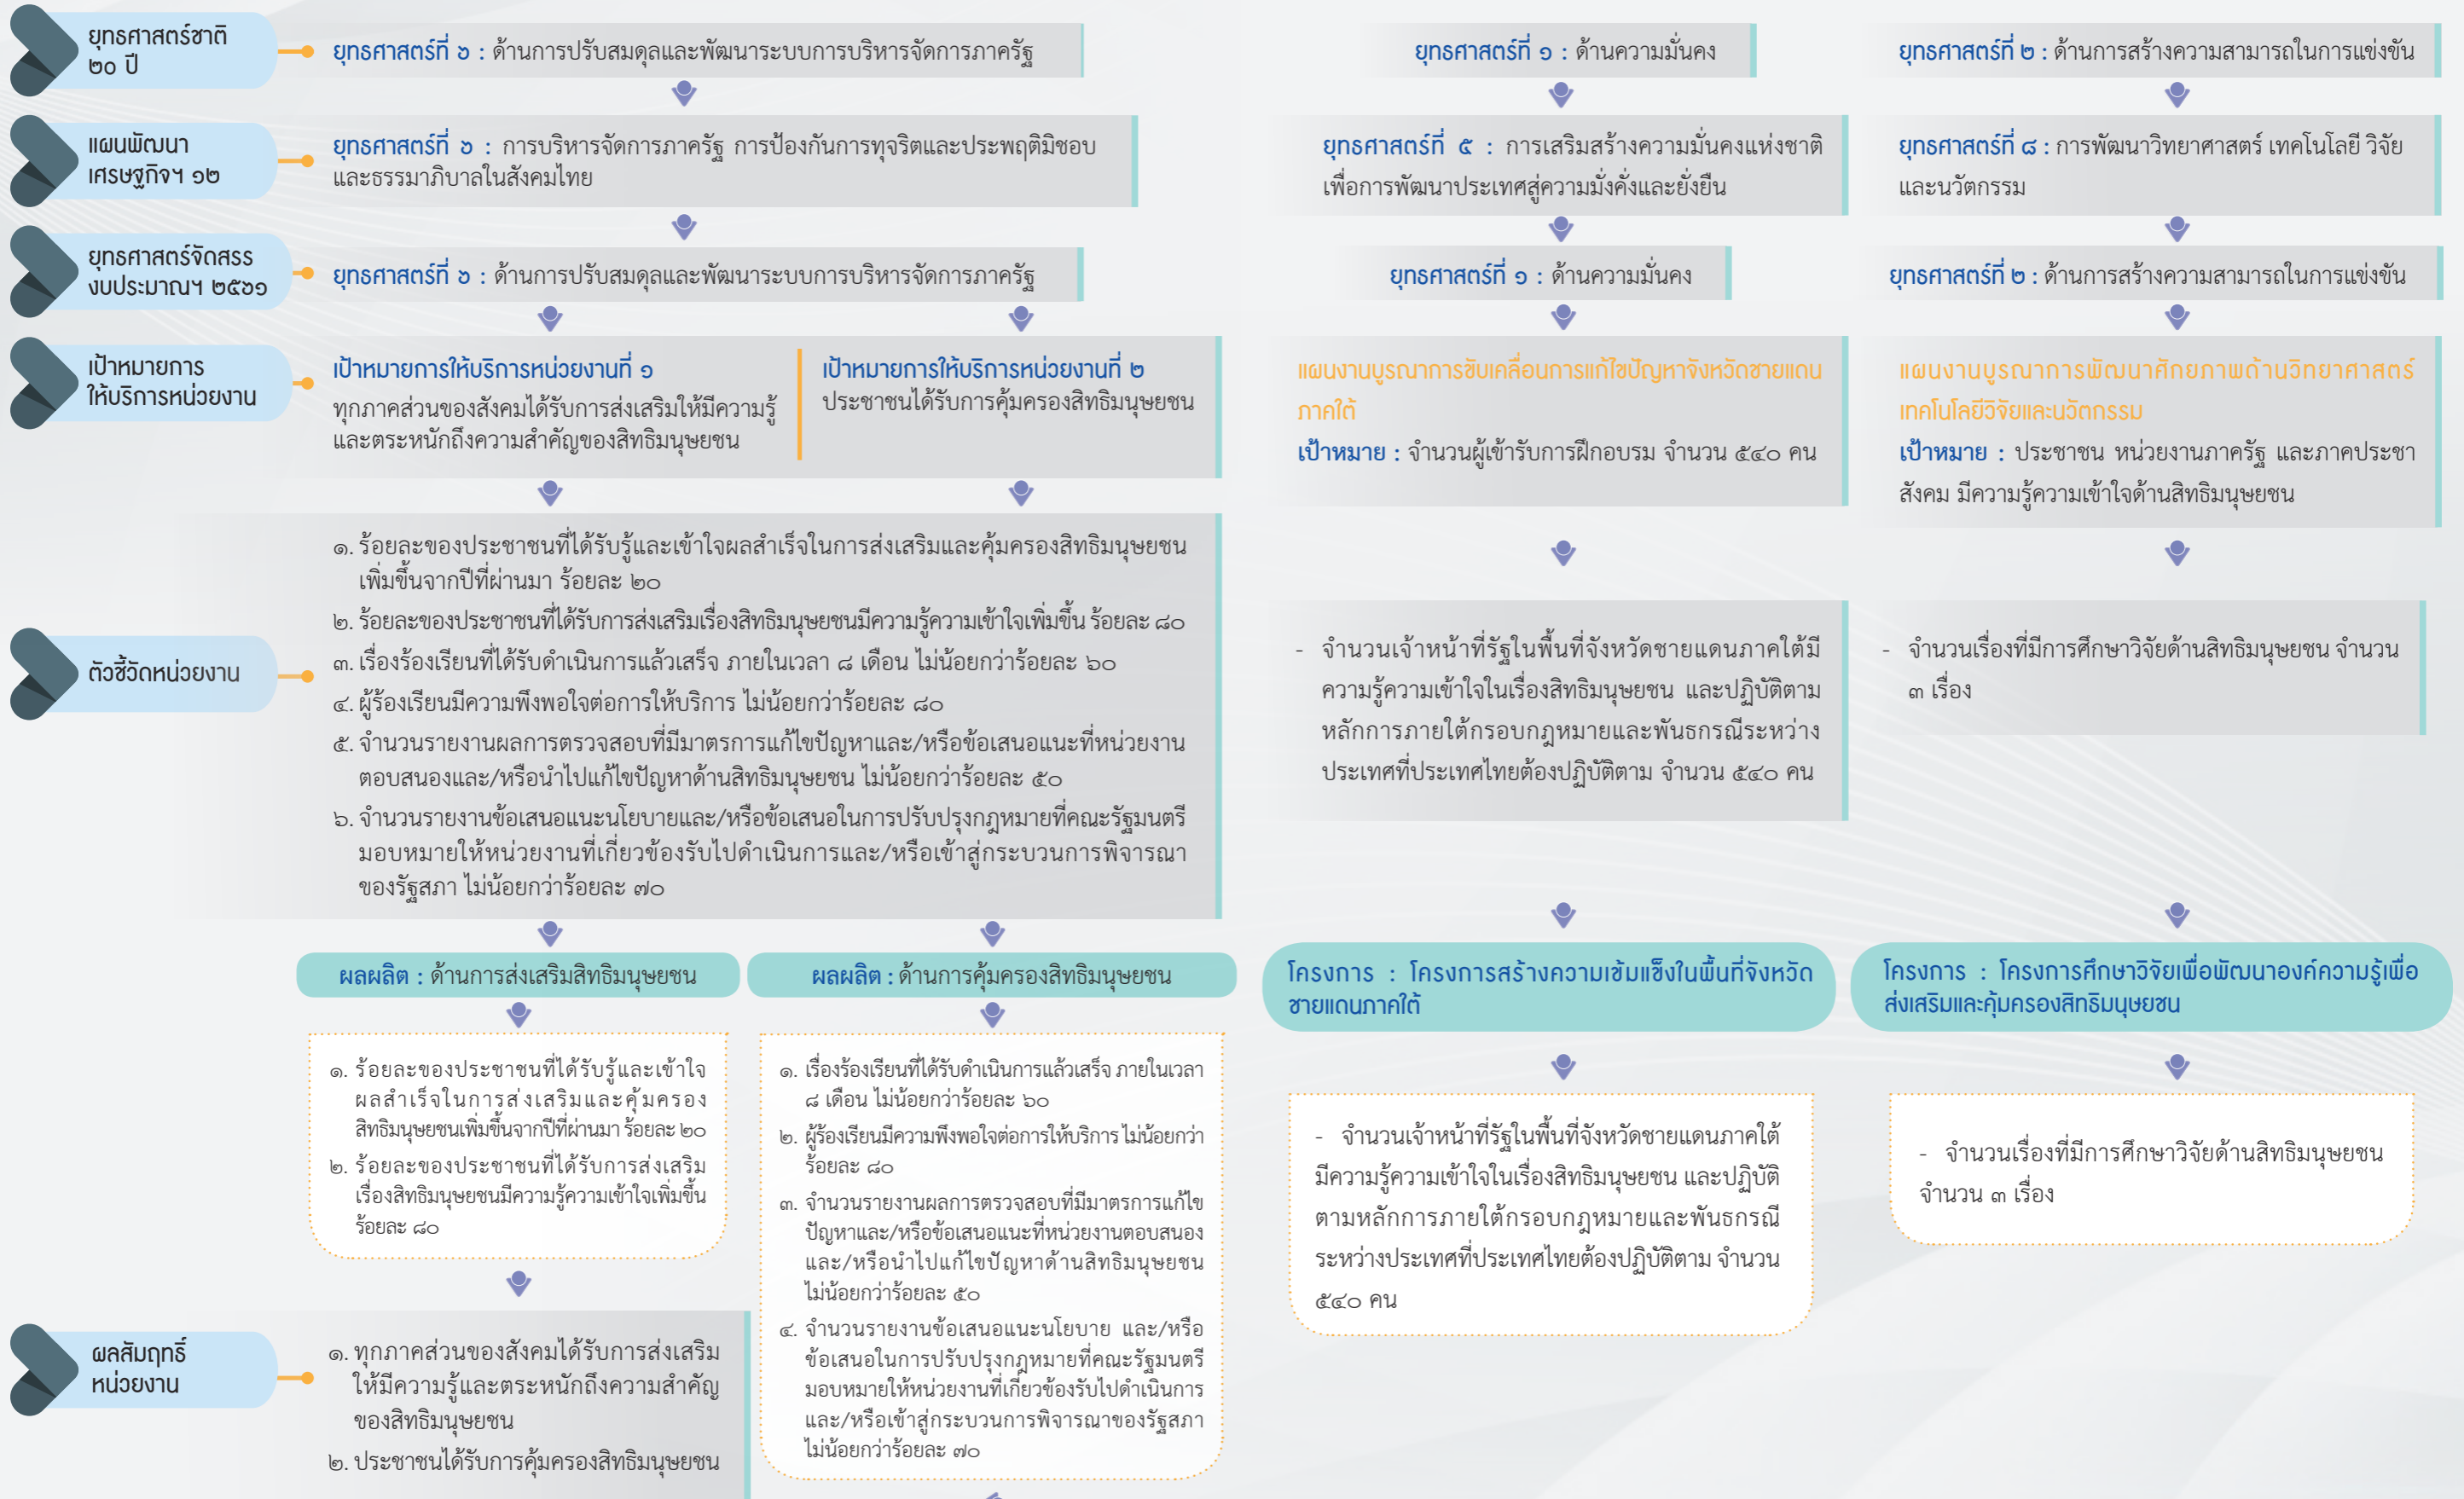 ยุทธศาสตร์ชาติ
๒๐ ปี
ยุทธศาสตร์ที่ ๖ : ด้านการปรับสมดุลและพัฒนาระบบการบริหารจัดการภาครัฐ
ยุทธศาสตร์ที่ ๑ : ด้านความมั่นคง
ยุทธศาสตร์ที่ ๒ : ด้านการสร้างความสามารถในการแข่งขัน
แผนพัฒนา
เศรษฐกิจฯ ๑๒
ยุทธศาสตร์ที่ ๖ : การบริหารจัดการภาครัฐ การป้องกันการทุจริตและประพฤติมิชอบ
และธรรมาภิบาลในสังคมไทย
ยุทธศาสตร์ที่ ๕ : การเสริมสร้างความมั่นคงแห่งชาติ
เพื่อการพัฒนาประเทศสู่ความมั่งคั่งและยั่งยืน
ยุทธศาสตร์ที่ ๘ : การพัฒนาวิทยาศาสตร์ เทคโนโลยี วิจัย
และนวัตกรรม
ยุทธศาสตร์จัดสรร
งบประมาณฯ ๒๕๖๑
ยุทธศาสตร์ที่ ๖ : ด้านการปรับสมดุลและพัฒนาระบบการบริหารจัดการภาครัฐ
ยุทธศาสตร์ที่ ๑ : ด้านความมั่นคง
ยุทธศาสตร์ที่ ๒ : ด้านการสร้างความสามารถในการแข่งขัน
เป้าหมายการ
ให้บริการหน่วยงาน
เป้าหมายการให้บริการหน่วยงานที่ ๑
ทุกภาคส่วนของสังคมได้รับการส่งเสริมให้มีความรู้
และตระหนักถึงความสำคัญของสิทธิมนุษยชน
เป้าหมายการให้บริการหน่วยงานที่ ๒
ประชาชนได้รับการคุ้มครองสิทธิมนุษยชน
แผนงานบูรณาการขับเคลื่อนการแก้ไขปัญหาจังหวัดชายแดน
ภาคใต้
เป้าหมาย : จำนวนผู้เข้ารับการฝึกอบรม จำนวน ๕๔๐ คน
แผนงานบูรณาการพัฒนาศักยภาพด้านวิทยาศาสตร์
เทคโนโลยีวิจัยและนวัตกรรม
เป้าหมาย : ประชาชน หน่วยงานภาครัฐ และภาคประชา
สังคม มีความรู้ความเข้าใจด้านสิทธิมนุษยชน
ตัวชี้วัดหน่วยงาน
๑. ร้อยละของประชาชนที่ได้รับรู้และเข้าใจผลสำเร็จในการส่งเสริมและคุ้มครองสิทธิมนุษยชน
เพิ่มขึ้นจากปีที่ผ่านมา ร้อยละ ๒๐
๒. ร้อยละของประชาชนที่ได้รับการส่งเสริมเรื่องสิทธิมนุษยชนมีความรู้ความเข้าใจเพิ่มขึ้น ร้อยละ ๘๐
๓. เรื่องร้องเรียนที่ได้รับดำเนินการแล้วเสร็จ ภายในเวลา ๘ เดือน ไม่น้อยกว่าร้อยละ ๖๐
๔. ผู้ร้องเรียนมีความพึงพอใจต่อการให้บริการ ไม่น้อยกว่าร้อยละ ๘๐
๕. จำนวนรายงานผลการตรวจสอบที่มีมาตรการแก้ไขปัญหาและ/หรือข้อเสนอแนะที่หน่วยงาน
ตอบสนองและ/หรือนำไปแก้ไขปัญหาด้านสิทธิมนุษยชน ไม่น้อยกว่าร้อยละ ๕๐
๖. จำนวนรายงานข้อเสนอแนะนโยบายและ/หรือข้อเสนอในการปรับปรุงกฎหมายที่คณะรัฐมนตรี
มอบหมายให้หน่วยงานที่เกี่ยวข้องรับไปดำเนินการและ/หรือเข้าสู่กระบวนการพิจารณา
ของรัฐสภา ไม่น้อยกว่าร้อยละ ๗๐
- จำนวนเจ้าหน้าที่รัฐในพื้นที่จังหวัดชายแดนภาคใต้มี
ความรู้ความเข้าใจในเรื่องสิทธิมนุษยชน และปฏิบัติตาม
หลักการภายใต้กรอบกฎหมายและพันธกรณีระหว่าง
ประเทศที่ประเทศไทยต้องปฏิบัติตาม จำนวน ๕๔๐ คน
- จำนวนเรื่องที่มีการศึกษาวิจัยด้านสิทธิมนุษยชน จำนวน
๓ เรื่อง
ผลผลิต : ด้านการส่งเสริมสิทธิมนุษยชน
ผลผลิต : ด้านการคุ้มครองสิทธิมนุษยชน
โครงการ : โครงการสร้างความเข้มแข็งในพื้นที่จังหวัด
ชายแดนภาคใต้
โครงการ : โครงการศึกษาวิจัยเพื่อพัฒนาองค์ความรู้เพื่อ
ส่งเสริมและคุ้มครองสิทธิมนุษยชน
๑. ร้อยละของประชาชนที่ได้รับรู้และเข้าใจ
ผลสำเร็จในการส่งเสริมและคุ้มครอง
สิทธิมนุษยชนเพิ่มขึ้นจากปีที่ผ่านมา ร้อยละ ๒๐
๒. ร้อยละของประชาชนที่ได้รับการส่งเสริม
เรื่องสิทธิมนุษยชนมีความรู้ความเข้าใจเพิ่มขึ้น
ร้อยละ ๘๐
๑. เรื่องร้องเรียนที่ได้รับดำเนินการแล้วเสร็จ ภายในเวลา
๘ เดือน ไม่น้อยกว่าร้อยละ ๖๐
๒. ผู้ร้องเรียนมีความพึงพอใจต่อการให้บริการ ไม่น้อยกว่า
ร้อยละ ๘๐
๓. จำนวนรายงานผลการตรวจสอบที่มีมาตรการแก้ไข
ปัญหาและ/หรือข้อเสนอแนะที่หน่วยงานตอบสนอง
และ/หรือนำไปแก้ไขปัญหาด้านสิทธิมนุษยชน
ไม่น้อยกว่าร้อยละ ๕๐
๔. จำนวนรายงานข้อเสนอแนะนโยบาย และ/หรือ
ข้อเสนอในการปรับปรุงกฎหมายที่คณะรัฐมนตรี
มอบหมายให้หน่วยงานที่เกี่ยวข้องรับไปดำเนินการ
และ/หรือเข้าสู่กระบวนการพิจารณาของรัฐสภา
ไม่น้อยกว่าร้อยละ ๗๐
- จำนวนเจ้าหน้าที่รัฐในพื้นที่จังหวัดชายแดนภาคใต้
มีความรู้ความเข้าใจในเรื่องสิทธิมนุษยชน และปฏิบัติ
ตามหลักการภายใต้กรอบกฎหมายและพันธกรณี
ระหว่างประเทศที่ประเทศไทยต้องปฏิบัติตาม จำนวน
๕๔๐ คน
- จำนวนเรื่องที่มีการศึกษาวิจัยด้านสิทธิมนุษยชน
จำนวน ๓ เรื่อง
ผลสัมฤทธิ์
หน่วยงาน
๑. ทุกภาคส่วนของสังคมได้รับการส่งเสริม
ให้มีความรู้และตระหนักถึงความสำคัญ
ของสิทธิมนุษยชน
๒. ประชาชนได้รับการคุ้มครองสิทธิมนุษยชน